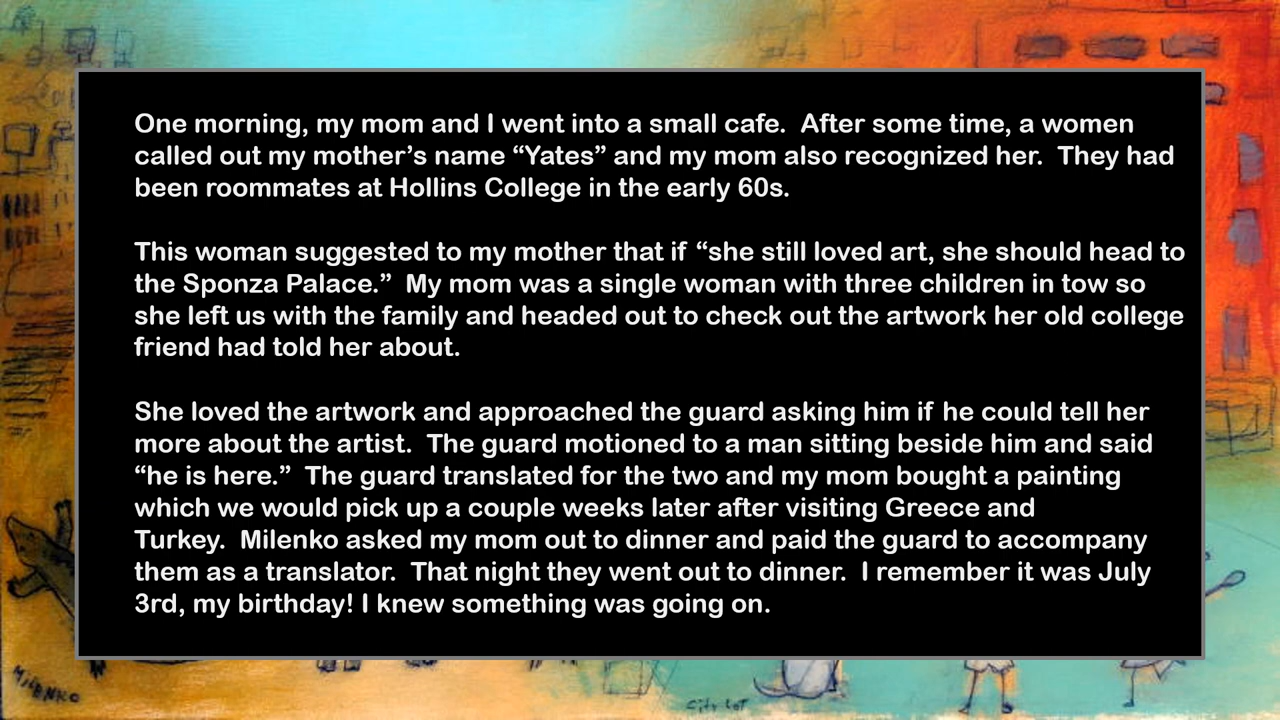 One morning, my mom and I went into a small cafe.  After some time, a women
called out my mother’s name “Yates” and my mom also recognized her.  They had
been roommates at Hollins College in the early 60s.
This woman suggested to my mother that if “she still loved art, she should head to
the Sponza Palace.”  My mom was a single woman with three children in tow so
she left us with the family and headed out to check out the artwork her old college
friend had told her about.
She loved the artwork and approached the guard asking him if he could tell her
more about the artist.  The guard motioned to a man sitting beside him and said
“he is here.”  The guard translated for the two and my mom bought a painting
which we would pick up a couple weeks later after visiting Greece and
Turkey.  Milenko asked my mom out to dinner and paid the guard to accompany
them as a translator.  That night they went out to dinner.  I remember it was July
3rd, my birthday! I knew something was going on.
MILENKO
City Lot